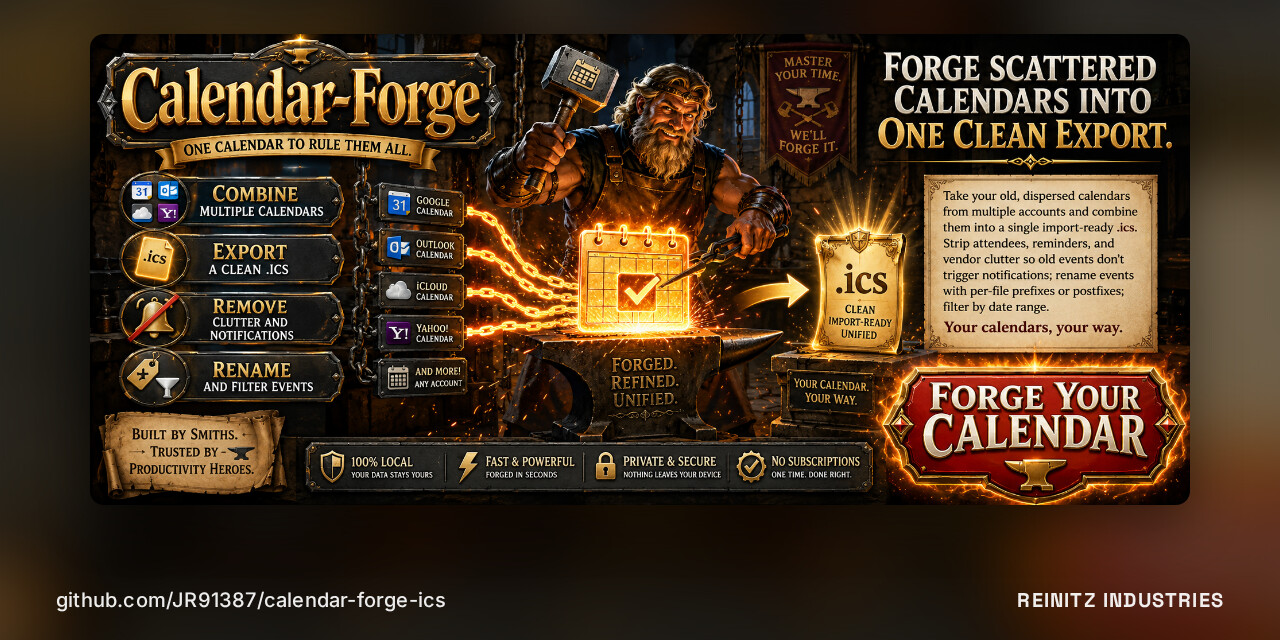 Calendar-Forge
ONE CALENDAR TO RULE THEM ALL.
31
Y!
COMBINE
MULTIPLE CALENDARS
.ics
EXPORT
A CLEAN .ICS
REMOVE
CLUTTER AND
NOTIFICATIONS
RENAME
AND FILTER EVENTS
BUILT BY SMITHS.
TRUSTED BY
PRODUCTIVITY HEROES.
31
GOOGLE
CALENDAR
OUTLOOK
CALENDAR
iCLOUD
CALENDAR
Y!
YAHOO!
CALENDAR
AND MORE!
ANY ACCOUNT
MASTER
YOUR TIME.
WE'LL
FORGE IT.
FORGED.
REFINED.
UNIFIED.
.ics
CLEAN
IMPORT-READY
UNIFIED
YOUR CALENDAR.
YOUR WAY.
FORGE SCATTERED
CALENDARS INTO
ONE CLEAN EXPORT.
Take your old, dispersed calendars
from multiple accounts and combine
them into a single import-ready .ics.
Strip attendees, reminders, and
vendor clutter so old events don't
trigger notifications; rename events
with per-file prefixes or postfixes;
filter by date range.
Your calendars, your way.
FORGE YOUR
CALENDAR
100% LOCAL
YOUR DATA STAYS YOURS
FAST & POWERFUL
FORGED IN SECONDS
PRIVATE & SECURE
NOTHING LEAVES YOUR DEVICE
NO SUBSCRIPTIONS
ONE TIME. DONE RIGHT.
github.com/JR91387/calendar-forge-ics
REINITZ INDUSTRIES